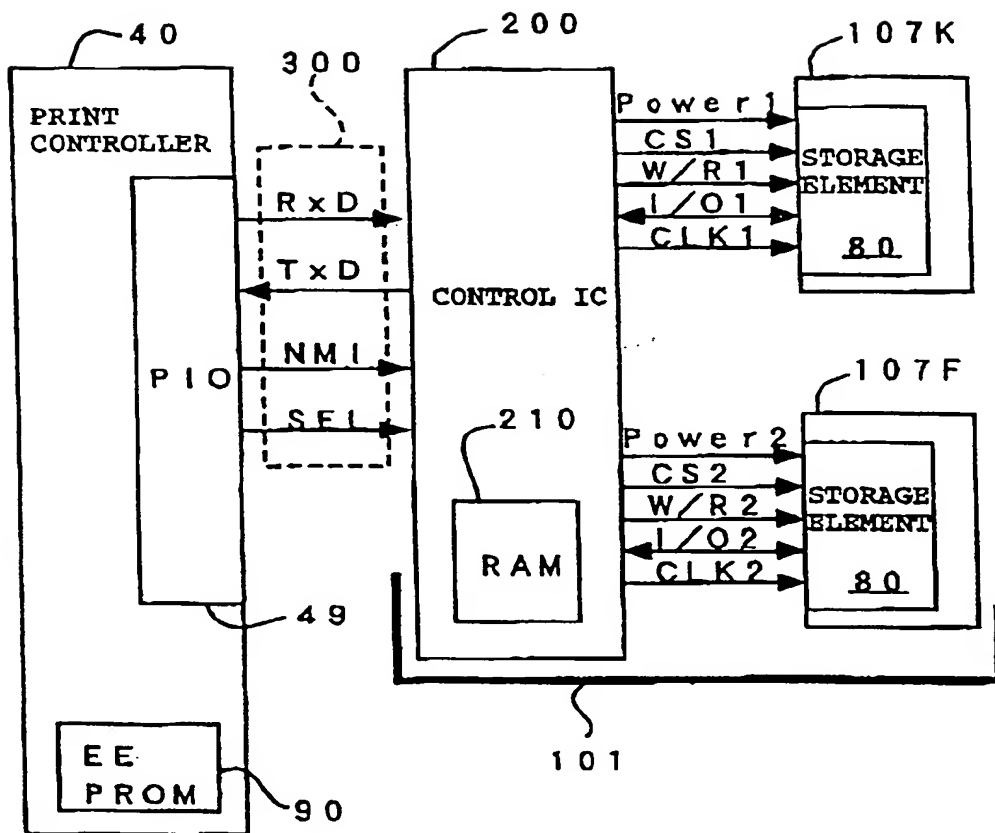 40
200
107K
300
PRINT
CONTROLLER
RxD
TxD
NMI
SEL
PIO
49
EE
PROM
90
CONTROL IC
210
RAM
Power1
CS1
W/R1
I/O1
CLK1
STORAGE
ELEMENT
80
107F
Power2
CS2
W/R2
I/O2
CLK2
STORAGE
ELEMENT
80
101